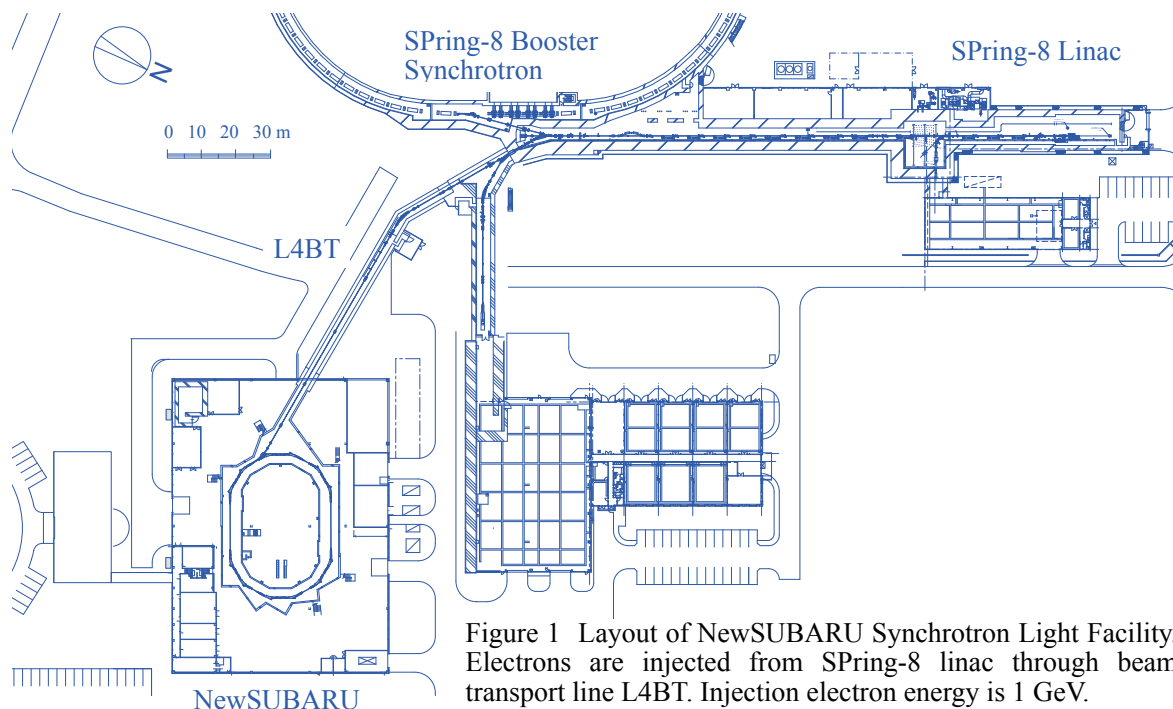 SPring-8 Booster
Synchrotron
SPring-8 Linac
N
0 10 20 30 m
L4BT
NewSUBARU
Figure 1 Layout of NewSUBARU Synchrotron Light Facility.
Electrons are injected from SPring-8 linac through beam
transport line L4BT. Injection electron energy is 1 GeV.